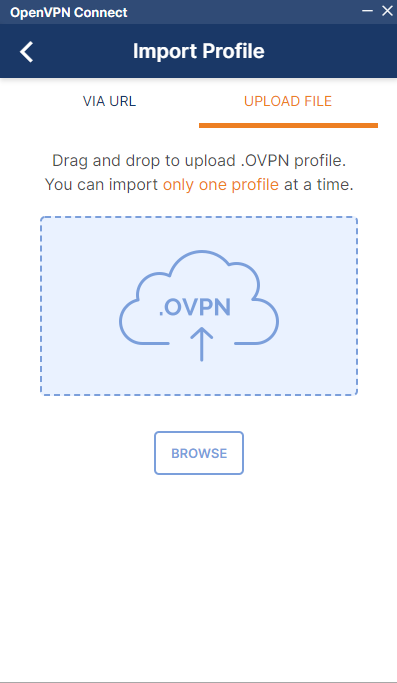 OpenVPN Connect
Import Profile
VIA URL
UPLOAD FILE
Drag and drop to upload .OVPN profile.
You can import only one profile at a time.
.OVPN
BROWSE